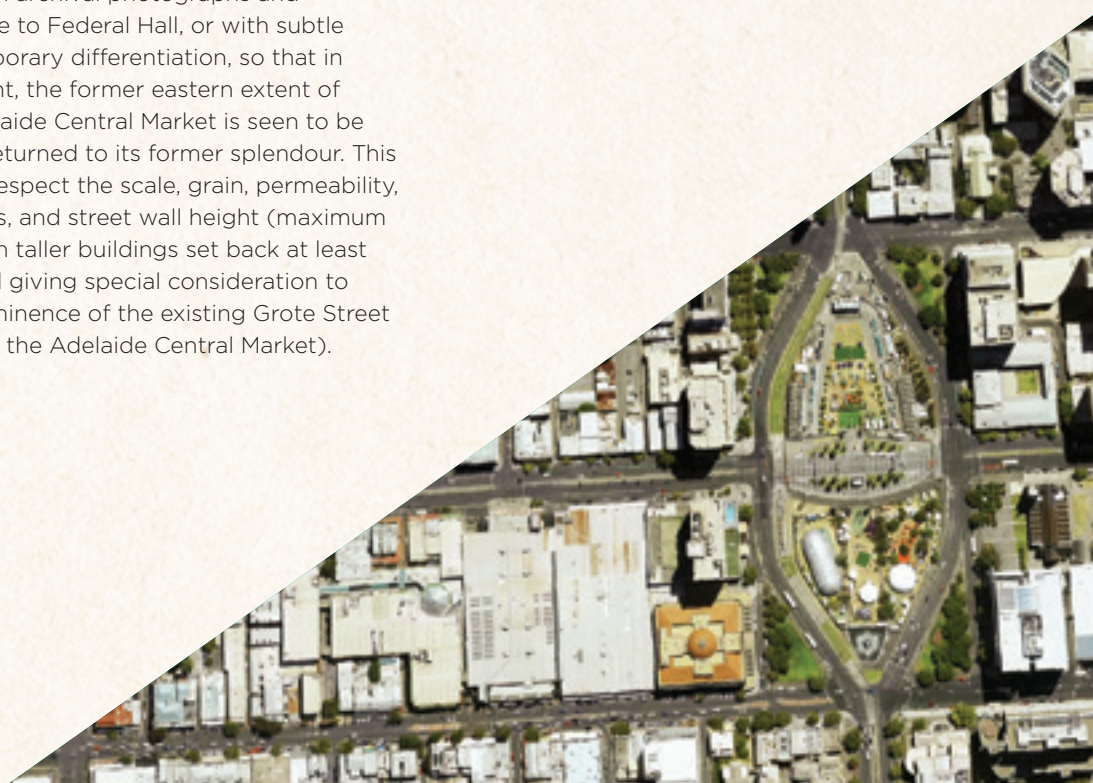 archival photographs and
e to Federal Hall, or with subtle
porary differentiation, so that in
nt, the former eastern extent of
aide Central Market is seen to be
eturned to its former splendour. This
espect the scale, grain, permeability,
s, and street wall height (maximum
n taller buildings set back at least
giving special consideration to
minence of the existing Grote Street
the Adelaide Central Market).